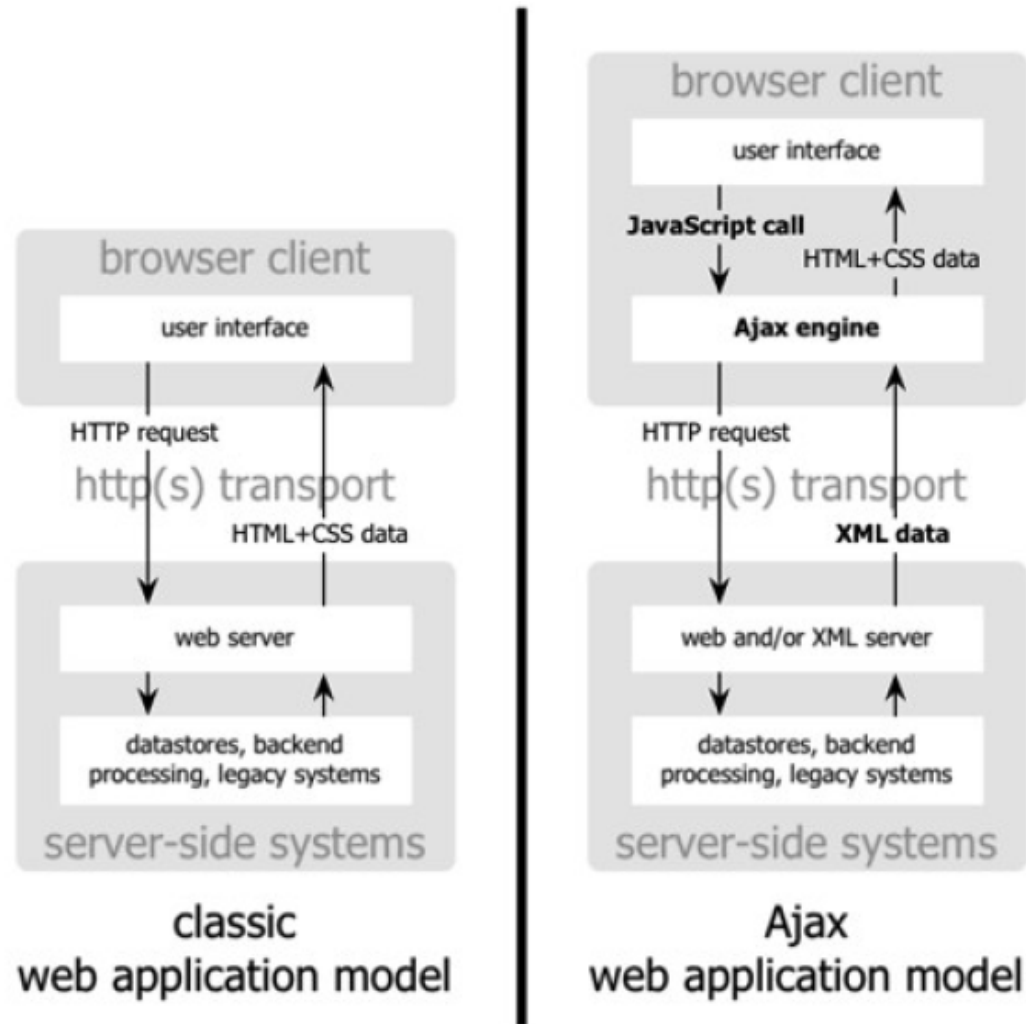 browser client
user interface
HTTP request
http(s) transport
HTML+CSS data
web server
datastores, backend
processing, legacy systems
server-side systems
classic
web application model
browser client
user interface
JavaScript call
HTML+CSS data
Ajax engine
HTTP request
http(s) transport
XML data
web and/or XML server
datastores, backend
processing, legacy systems
server-side systems
Ajax
web application model